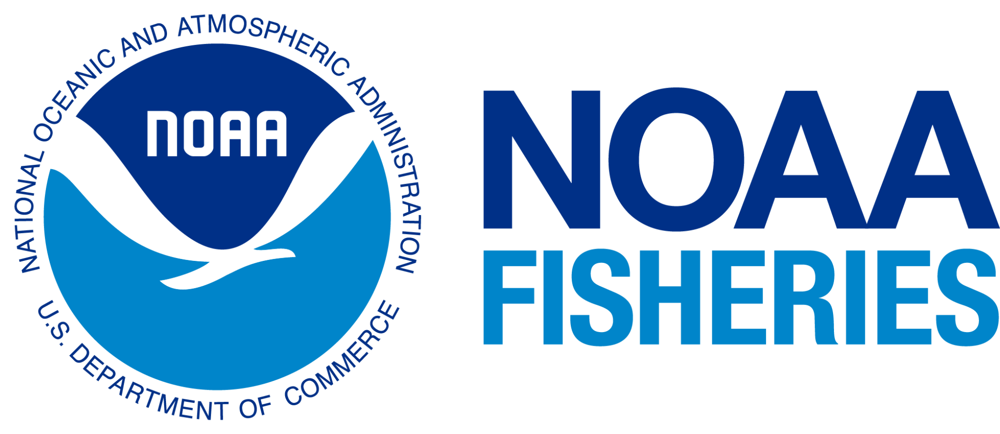 NATIONAL OCEANIC AND ATMOSPHERIC ADMINISTRATION
NOAA
U.S. DEPARTMENT OF COMMERCE
NOAA
FISHERIES